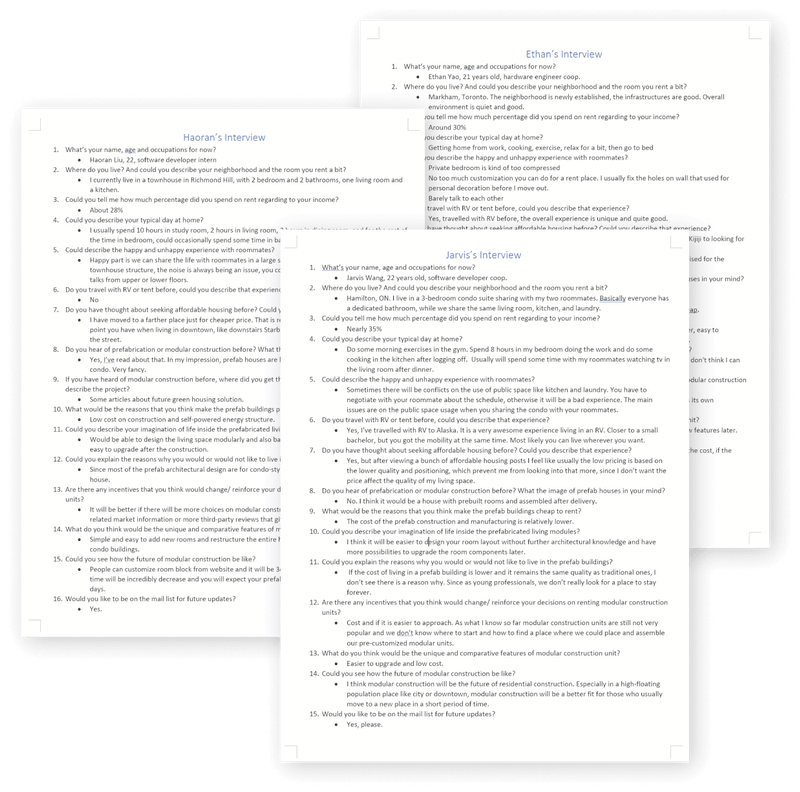 Ethan's Interview
1. What's your name, age and occupations for now?
• Ethan Yao, 21 years old, hardware engineer coop.
2. Where do you live? And could you describe your neighborhood and the room you rent a bit?
• Markham, Toronto. The neighborhood is newly established, the infrastructures are good. Overall
environment is quiet and good.
you tell me how much percentage did you spend on rent regarding to your income?
Around 30%
you describe your typical day at home?
Getting home from work, cooking, exercise, relax for a bit, then go to bed
you describe the happy and unhappy experience with roommates?
Private bedroom is kind of too compressed
No too much customization you can do for a rent place. I usually fix the holes on wall that used for
personal decoration before I move out.
Barely talk to each other
travel with RV or tent before, could you describe that experience?
Yes, travelled with RV before, the overall experience is unique and quite good.
have thought about seeking affordable housing before? Could you describe that experience?
Kijiji to looking for
ised for the
ses in your mind?
ap.
r, easy to
don't think I can
dular construction
s its own
nit?
w features later.
the cost, if the
Haoran's Interview
1. What's your name, age and occupations for now?
• Haoran Liu, 22, software developer intern
2. Where do you live? And could you describe your neighborhood and the room you rent a bit?
• I currently live in a townhouse in Richmond Hill, with 2 bedroom and 2 bathrooms, one living room and
a kitchen.
3. Could you tell me how much percentage did you spend on rent regarding to your income?
• About 28%
4. Could you describe your typical day at home?
• I usually spend 10 hours in study room, 2 hours in living room,
the time in bedroom, could occasionally spend some time in ba
5. Could describe the happy and unhappy experience with roommates?
• Happy part is we can share the life with roommates in a large s
townhouse structure, the noise is always being an issue, you co
talks from upper or lower floors.
6. Do you travel with RV or tent before, could you describe that experien
• No
7. Do you have thought about seeking affordable housing before? Could y
• I have moved to a farther place just for cheaper price. That is r
point you have when living in downtown, like downstairs Starb
the street.
8. Do you hear of prefabrication or modular construction before? What th
• Yes, I've read about that. In my impression, prefab houses are l
condo. Very fancy.
9. If you have heard of modular construction before, where did you get th
describe the project?
• Some articles about future green housing solution.
10. What would be the reasons that you think make the prefab buildings p
• Low cost on construction and self-powered energy structure.
11. Could you describe your imagination of life inside the prefabricated livi
• Would be able to design the living space modularly and also ba
easy to upgrade after the construction.
12. Could you explain the reasons why you would or would not like to live i
• Since most of the prefab architectural design are for condo-sty
house.
13. Are there any incentives that you think would change/ reinforce your d
units?
• It will be better if there will be more choices on modular const
related market information or more third-party reviews that gi
14. What do you think would be the unique and comparative features of m
• Simple and easy to add new rooms and restructure the entire h
condo buildings.
15. Could you see how the future of modular construction be like?
• People can customize room block from website and it will be 3
time will be incredibly decrease and you will expect your prefal
days.
16. Would you like to be on the mail list for future updates?
• Yes.
Jarvis's Interview
1. What's your name, age and occupations for now?
• Jarvis Wang, 22 years old, software developer coop.
2. Where do you live? And could you describe your neighborhood and the room you rent a bit?
• Hamilton, ON. I live in a 3-bedroom condo suite sharing with my two roommates. Basically everyone has
a dedicated bathroom, while we share the same living room, kitchen, and laundry.
3. Could you tell me how much percentage did you spend on rent regarding to your income?
• Nearly 35%
4. Could you describe your typical day at home?
• Do some morning exercises in the gym. Spend 8 hours in my bedroom doing the work and do some
cooking in the kitchen after logging off. Usually will spend some time with my roommates watching tv in
the living room after dinner.
5. Could describe the happy and unhappy experience with roommates?
• Sometimes there will be conflicts on the use of public space like kitchen and laundry. You have to
negotiate with your roommate about the schedule, otherwise it will be a bad experience. The main
issues are on the public space usage when you sharing the condo with your roommates.
6. Do you travel with RV or tent before, could you describe that experience?
• Yes, I've travelled with RV to Alaska. It is a very awesome experience living in an RV. Closer to a small
bachelor, but you got the mobility at the same time. Most likely you can live wherever you want.
7. Do you have thought about seeking affordable housing before? Could you describe that experience?
• Yes, but after viewing a bunch of affordable housing posts I feel like usually the low pricing is based on
the lower quality and positioning, which prevent me from looking into that more, since I don't want the
price affect the quality of my living space.
8. Do you hear of prefabrication or modular construction before? What the image of prefab houses in your mind?
• No. I think it would be a house with prebuilt rooms and assembled after delivery.
9. What would be the reasons that you think make the prefab buildings cheap to rent?
• The cost of the prefab construction and manufacturing is relatively lower.
10. Could you describe your imagination of life inside the prefabricated living modules?
• I think it will be easier to design your room layout without further architectural knowledge and have
more possibilities to upgrade the room components later.
11. Could you explain the reasons why you would or would not like to live in the prefab buildings?
• If the cost of living in a prefab building is lower and it remains the same quality as traditional ones, I
don't see there is a reason why. Since as young professionals, we don't really look for a place to stay
forever.
12. Are there any incentives that you think would change/ reinforce your decisions on renting modular construction
units?
• Cost and if it is easier to approach. As what I know so far modular construction units are still not very
popular and we don't know where to start and how to find a place where we could place and assemble
our pre-customized modular units.
13. What do you think would be the unique and comparative features of modular construction unit?
• Easier to upgrade and low cost.
14. Could you see how the future of modular construction be like?
• I think modular construction will be the future of residential construction. Especially in a high-floating
population place like city or downtown, modular construction will be a better fit for those who usually
move to a new place in a short period of time.
15. Would you like to be on the mail list for future updates?
• Yes, please.